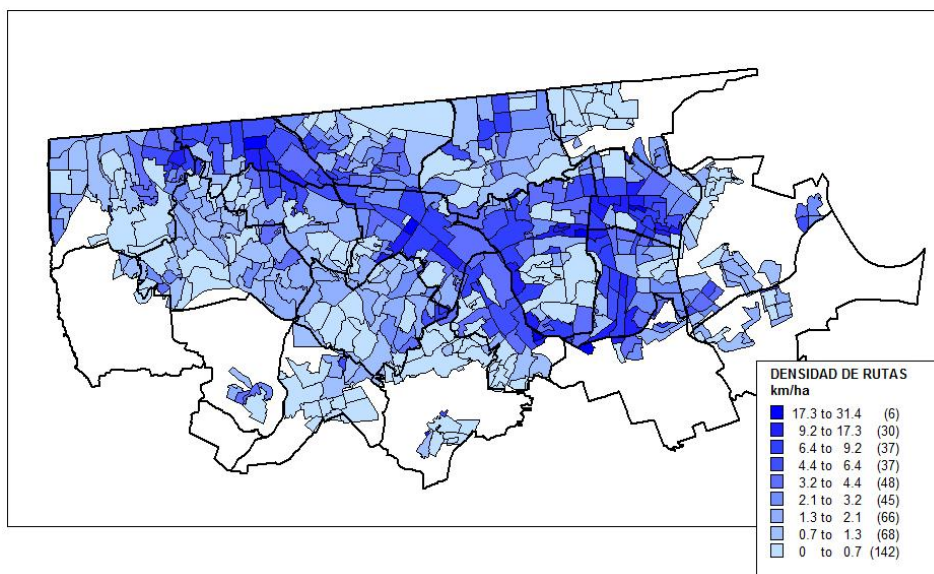 DENSIDAD DE RUTAS
km/ha
17.3 to 31.4 (6)
9.2 to 17.3 (30)
6.4 to 9.2 (37)
4.4 to 6.4 (37)
3.2 to 4.4 (48)
2.1 to 3.2 (45)
1.3 to 2.1 (66)
0.7 to 1.3 (68)
0 to 0.7 (142)